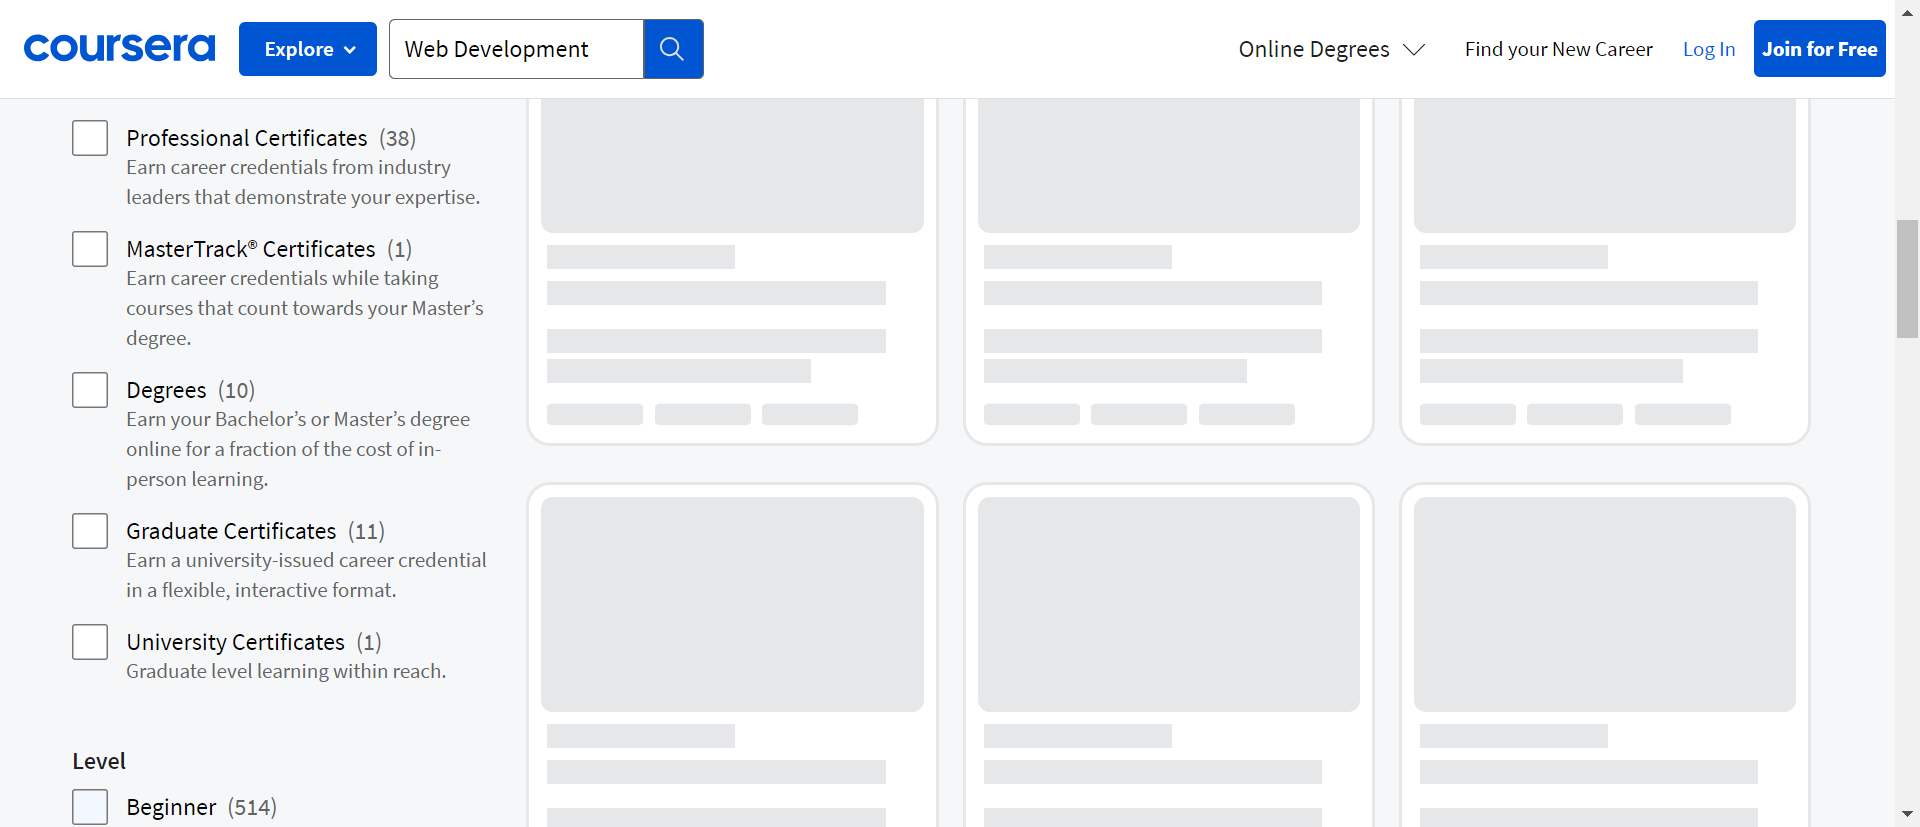 coursera
Explore
Web Development
Online Degrees
Find your New Career
Log In
Join for Free
Professional Certificates (38)
Earn career credentials from industry
leaders that demonstrate your expertise.
MasterTrack® Certificates (1)
Earn career credentials while taking
courses that count towards your Master’s
degree.
Degrees (10)
Earn your Bachelor’s or Master’s degree
online for a fraction of the cost of in-
person learning.
Graduate Certificates (11)
Earn a university-issued career credential
in a flexible, interactive format.
University Certificates (1)
Graduate level learning within reach.
Level
Beginner (514)